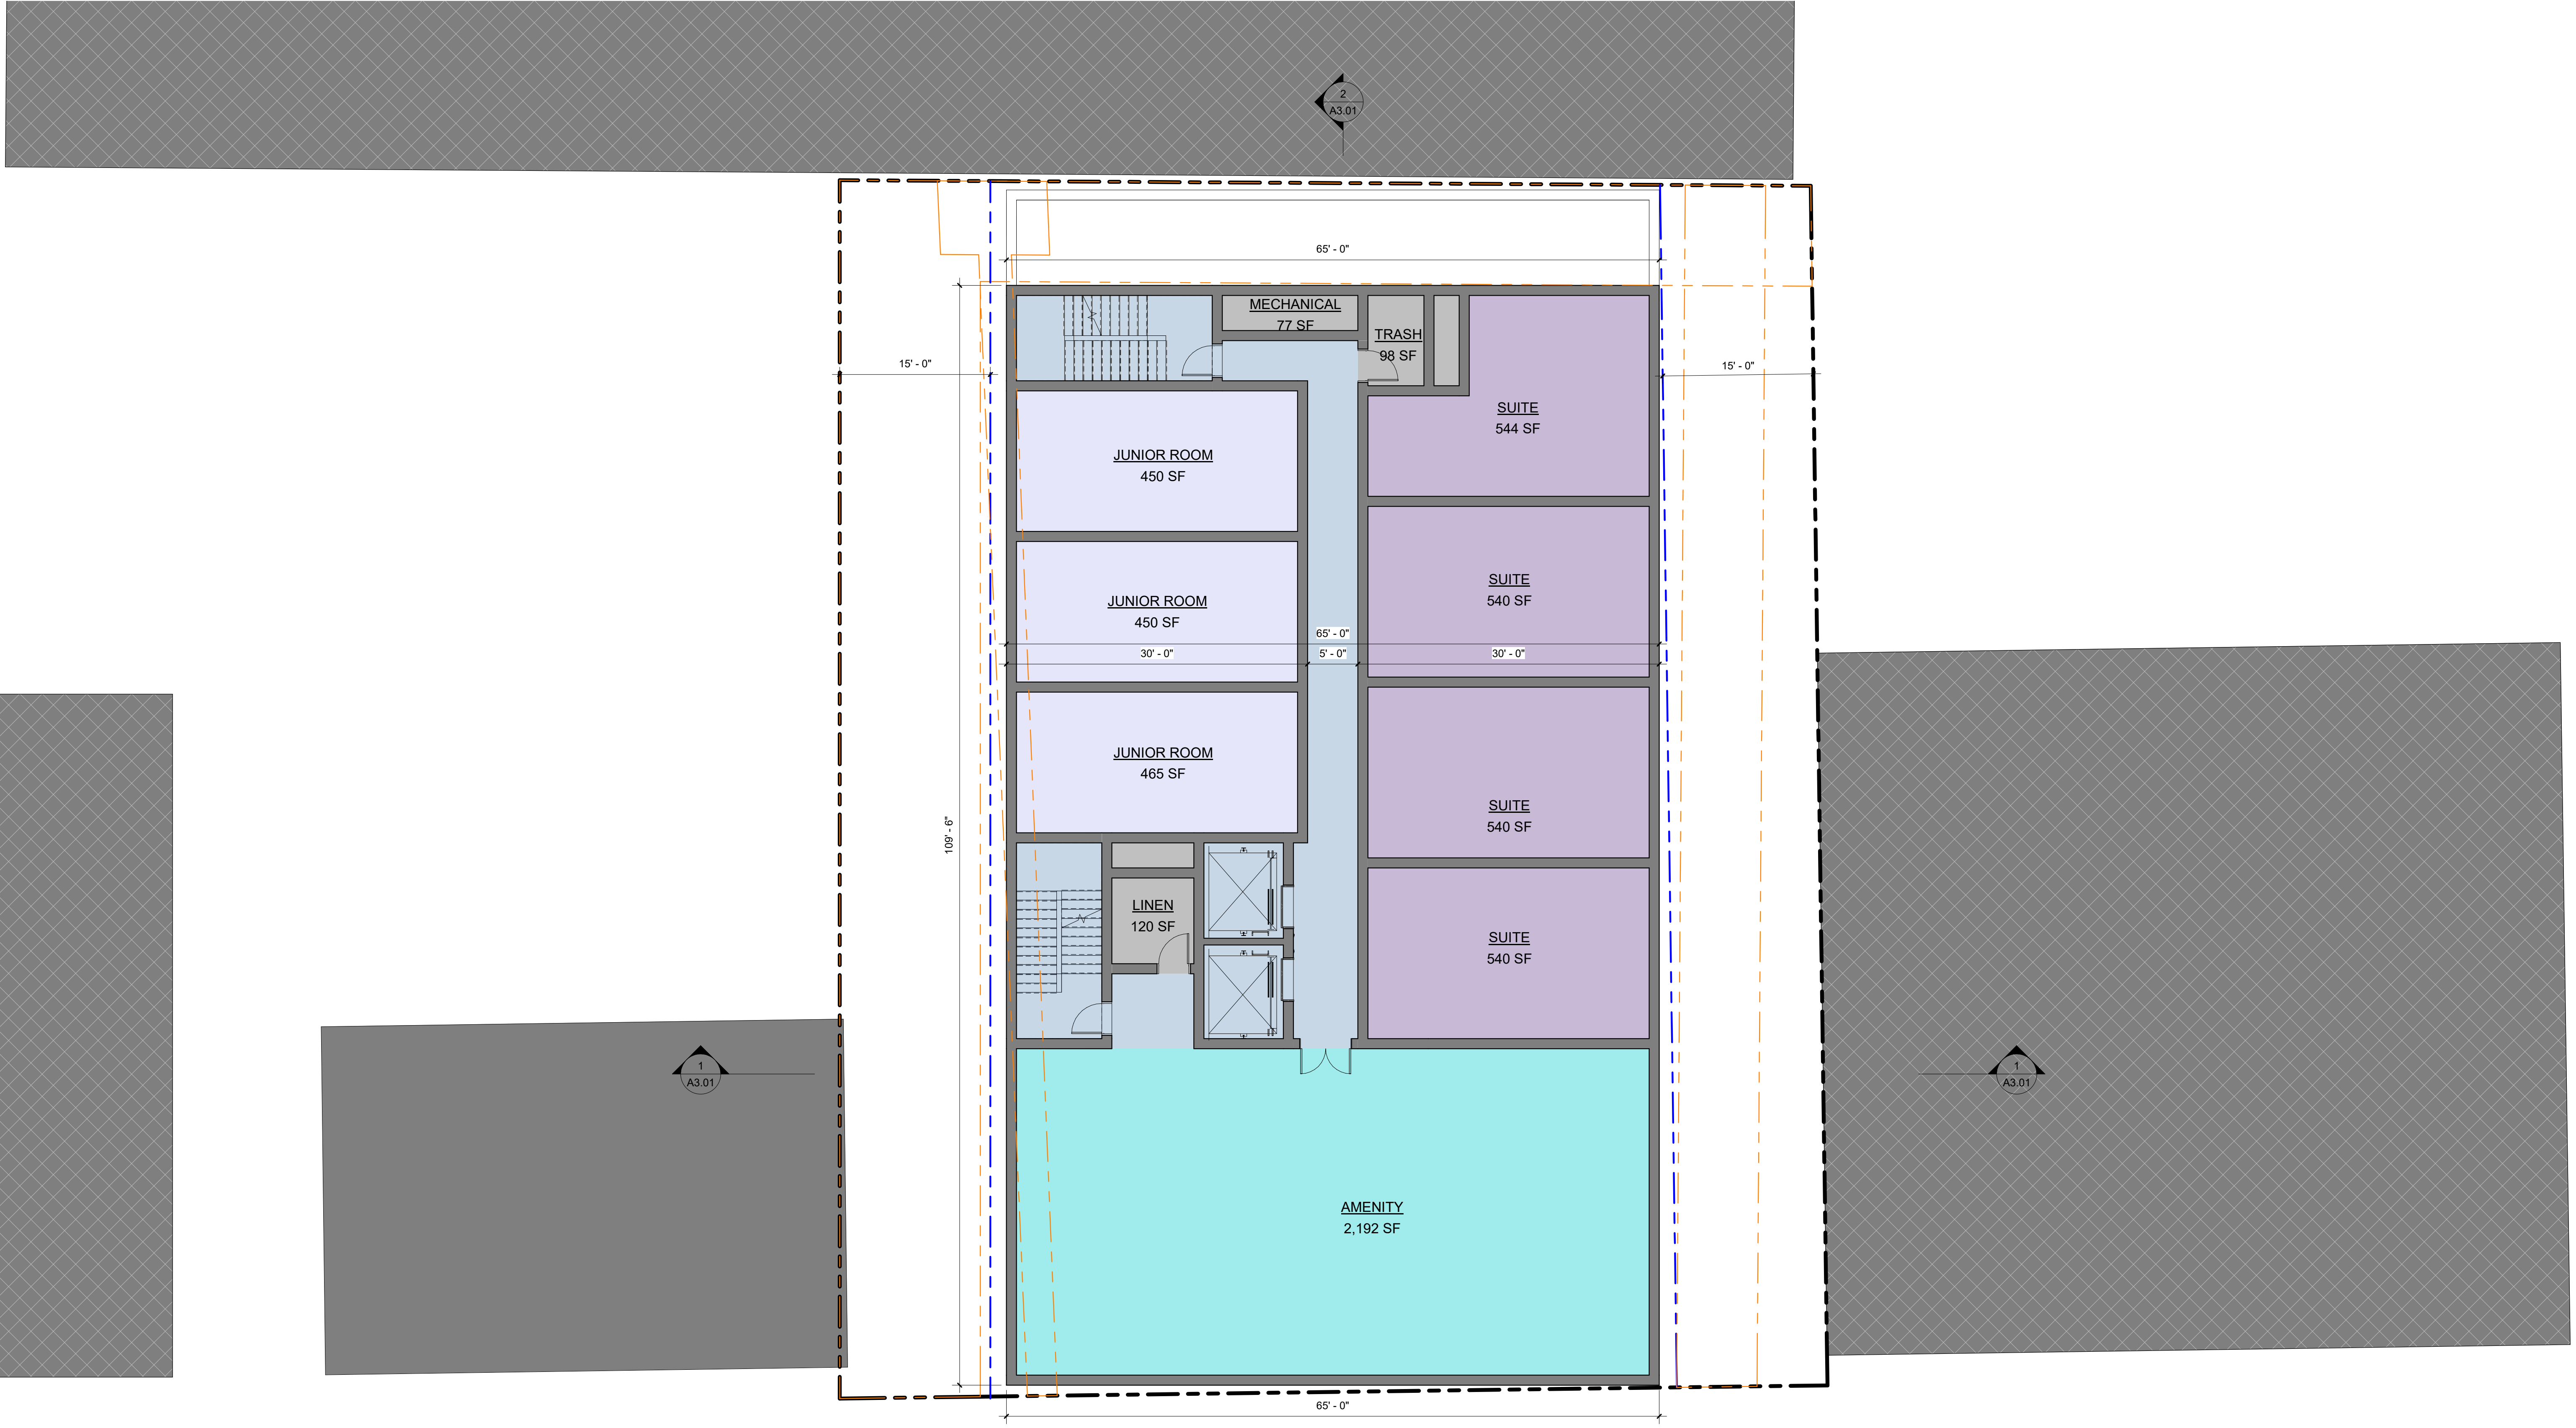 2
A3.01
65' - 0"
MECHANICAL
77 SF
TRASH
98 SF
15' - 0"
15' - 0"
SUITE
544 SF
JUNIOR ROOM
450 SF
SUITE
540 SF
JUNIOR ROOM
450 SF
65' - 0"
30' - 0"
5' - 0"
30' - 0"
JUNIOR ROOM
465 SF
SUITE
540 SF
109' - 6"
LINEN
120 SF
SUITE
540 SF
1
A3.01
1
A3.01
AMENITY
2,192 SF
65' - 0"